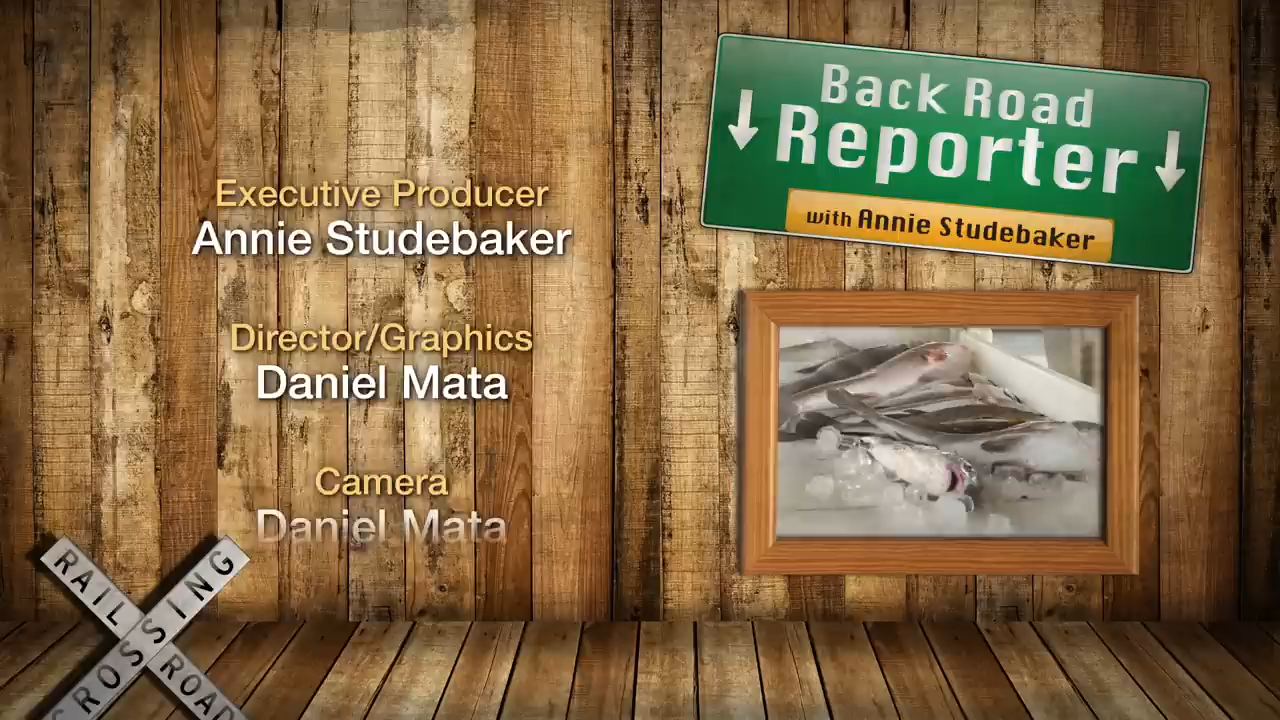 Executive Producer
Annie Studebaker
Director/Graphics
Daniel Mata
Camera
Daniel Mata
Back Road
Reporter
with Annie Studebaker
RAIL ROAD
CROSSING